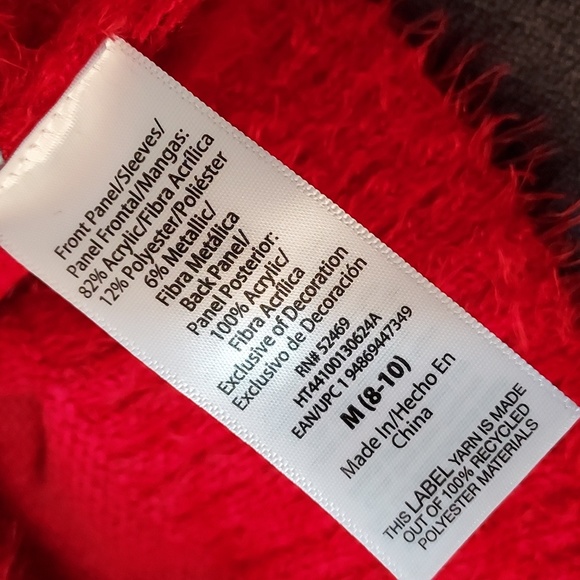 Front Panel/Sleeves/
Panel Frontal/Mangas:
82% Acrylic/Fibra Acrílica
12% Polyester/Poliéster
6% Metallic/
Fibra Metálica
Back Panel/
Panel Posterior:
100% Acrylic/
Fibra Acrílica
Exclusive of Decoration
Exclusivo de Decoración
RN# 52469
HT44100130624A
EAN/UPC 1 94869447349
M (8-10)
Made In/Hecho En
China
THIS LABEL YARN IS MADE
OUT OF 100% RECYCLED
POLYESTER MATERIALS